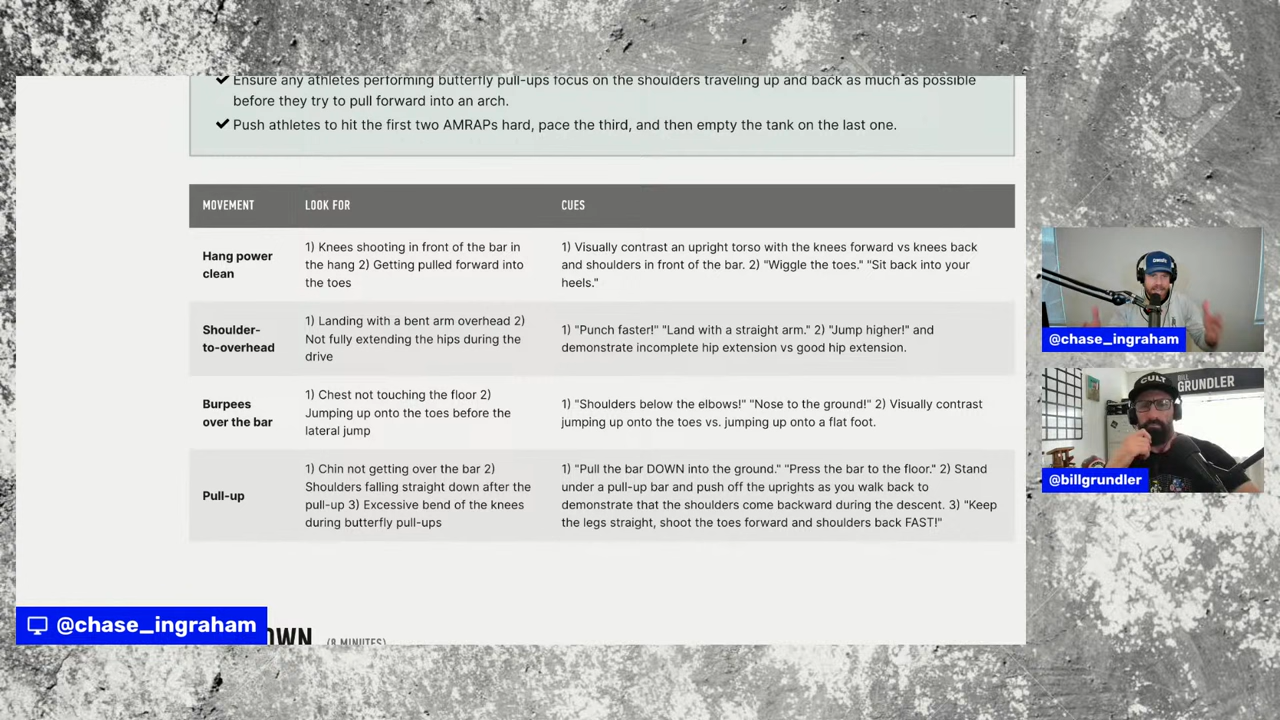 Ensure any athletes performing butterfly pull-ups focus on the shoulders traveling up and back as much as possible
before they try to pull forward into an arch.
Push athletes to hit the first two AMRAPs hard, pace the third, and then empty the tank on the last one.
MOVEMENT LOOK FOR CUES
Hang power
clean
1) Knees shooting in front of the bar in
the hang 2) Getting pulled forward into
the toes
1) Visually contrast an upright torso with the knees forward vs knees back
and shoulders in front of the bar. 2) "Wiggle the toes." "Sit back into your
heels."
Shoulder-
to-overhead
1) Landing with a bent arm overhead 2)
Not fully extending the hips during the
drive
1) "Punch faster!" "Land with a straight arm." 2) "Jump higher!" and
demonstrate incomplete hip extension vs good hip extension.
Burpees
over the bar
1) Chest not touching the floor 2)
Jumping up onto the toes before the
lateral jump
1) "Shoulders below the elbows!" "Nose to the ground!" 2) Visually contrast
jumping up onto the toes vs. jumping up onto a flat foot.
Pull-up
1) Chin not getting over the bar 2)
Shoulders falling straight down after the
pull-up 3) Excessive bend of the knees
during butterfly pull-ups
1) "Pull the bar DOWN into the ground." "Press the bar to the floor." 2) Stand
under a pull-up bar and push off the uprights as you walk back to
demonstrate that the shoulders come backward during the descent. 3) "Keep
the legs straight, shoot the toes forward and shoulders back FAST!"
OWN (8 MINUTES)
@chase_ingraham
@chase_ingraham
BILL
GRUNDLER
CULT
@billgrundler